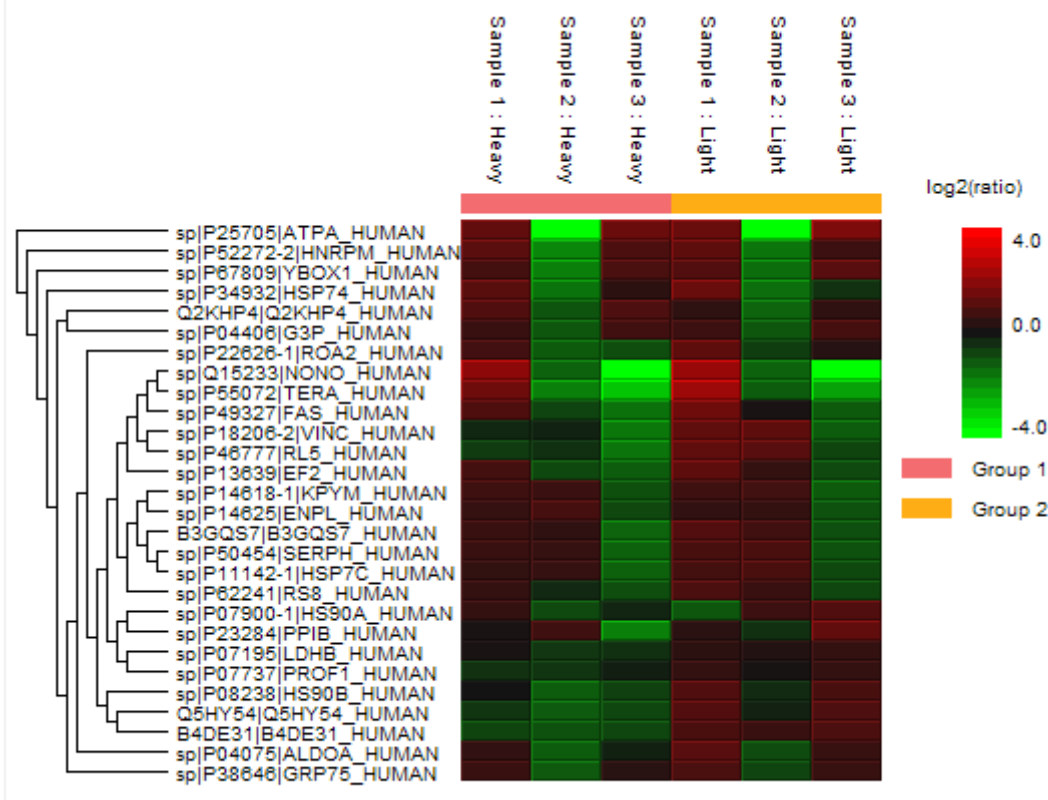 Sample 1 : Heavy
Sample 2 : Heavy
Sample 3 : Heavy
Sample 1 : Light
Sample 2 : Light
Sample 3 : Light
log2(ratio)
4.0
0.0
-4.0
Group 1
Group 2
sp|P25705|ATPA_HUMAN
sp|P52272-2|HNRPM_HUMAN
sp|P67809|YBOX1_HUMAN
sp|P34932|HSP74_HUMAN
Q2KHP4|Q2KHP4_HUMAN
sp|P04406|G3P_HUMAN
sp|P22626-1|ROA2_HUMAN
sp|Q15233|NONO_HUMAN
sp|P55072|TERA_HUMAN
sp|P49327|FAS_HUMAN
sp|P18206-2|VINC_HUMAN
sp|P46777|RL5_HUMAN
sp|P13639|EF2_HUMAN
sp|P14618-1|KPYM_HUMAN
sp|P14625|ENPL_HUMAN
B3GQS7|B3GQS7_HUMAN
sp|P50454|SERPH_HUMAN
sp|P11142-1|HSP7C_HUMAN
sp|P62241|RS8_HUMAN
sp|P07900-1|HS90A_HUMAN
sp|P23284|PPIB_HUMAN
sp|P07195|LDHB_HUMAN
sp|P07737|PROF1_HUMAN
sp|P08238|HS90B_HUMAN
Q5HY54|Q5HY54_HUMAN
B4DE31|B4DE31_HUMAN
sp|P04075|ALDOA_HUMAN
sp|P38646|GRP75_HUMAN